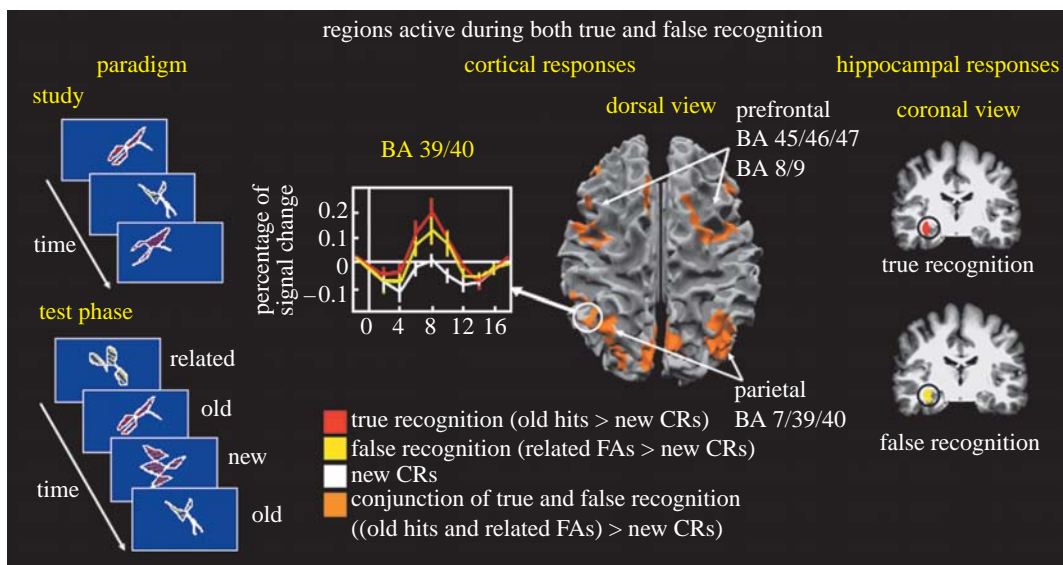 regions active during both true and false recognition
paradigm
cortical responses
hippocampal responses
study
time
test phase
related
old
new
old
time
BA 39/40
percentage of
signal change
0.2
0.1
0
−0.1
0 4 8 12 16
dorsal view
prefrontal
BA 45/46/47
BA 8/9
parietal
BA 7/39/40
coronal view
true recognition
false recognition
true recognition (old hits > new CRs)
false recognition (related FAs > new CRs)
new CRs
conjunction of true and false recognition
((old hits and related FAs) > new CRs)